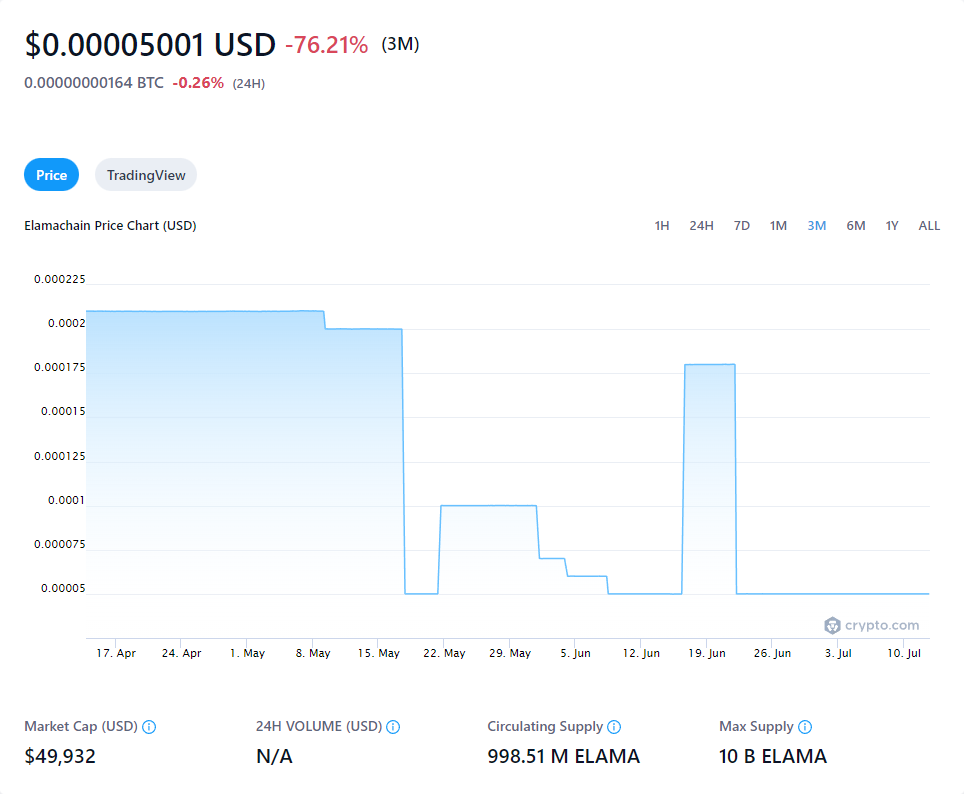 $0.00005001 USD -76.21% (3M)
0.00000000164 BTC -0.26% (24H)
Price TradingView
Elamachain Price Chart (USD) 1H 24H 7D 1M 3M 6M 1Y ALL
0.000225
0.0002
0.000175
0.00015
0.000125
0.0001
0.000075
0.00005
crypto.com
17. Apr 24. Apr 1. May 8. May 15. May 22. May 29. May 5. Jun 12. Jun 19. Jun 26. Jun 3. Jul 10. Jul
Market Cap (USD) 24H VOLUME (USD) Circulating Supply Max Supply
$49,932 N/A 998.51 M ELAMA 10 B ELAMA